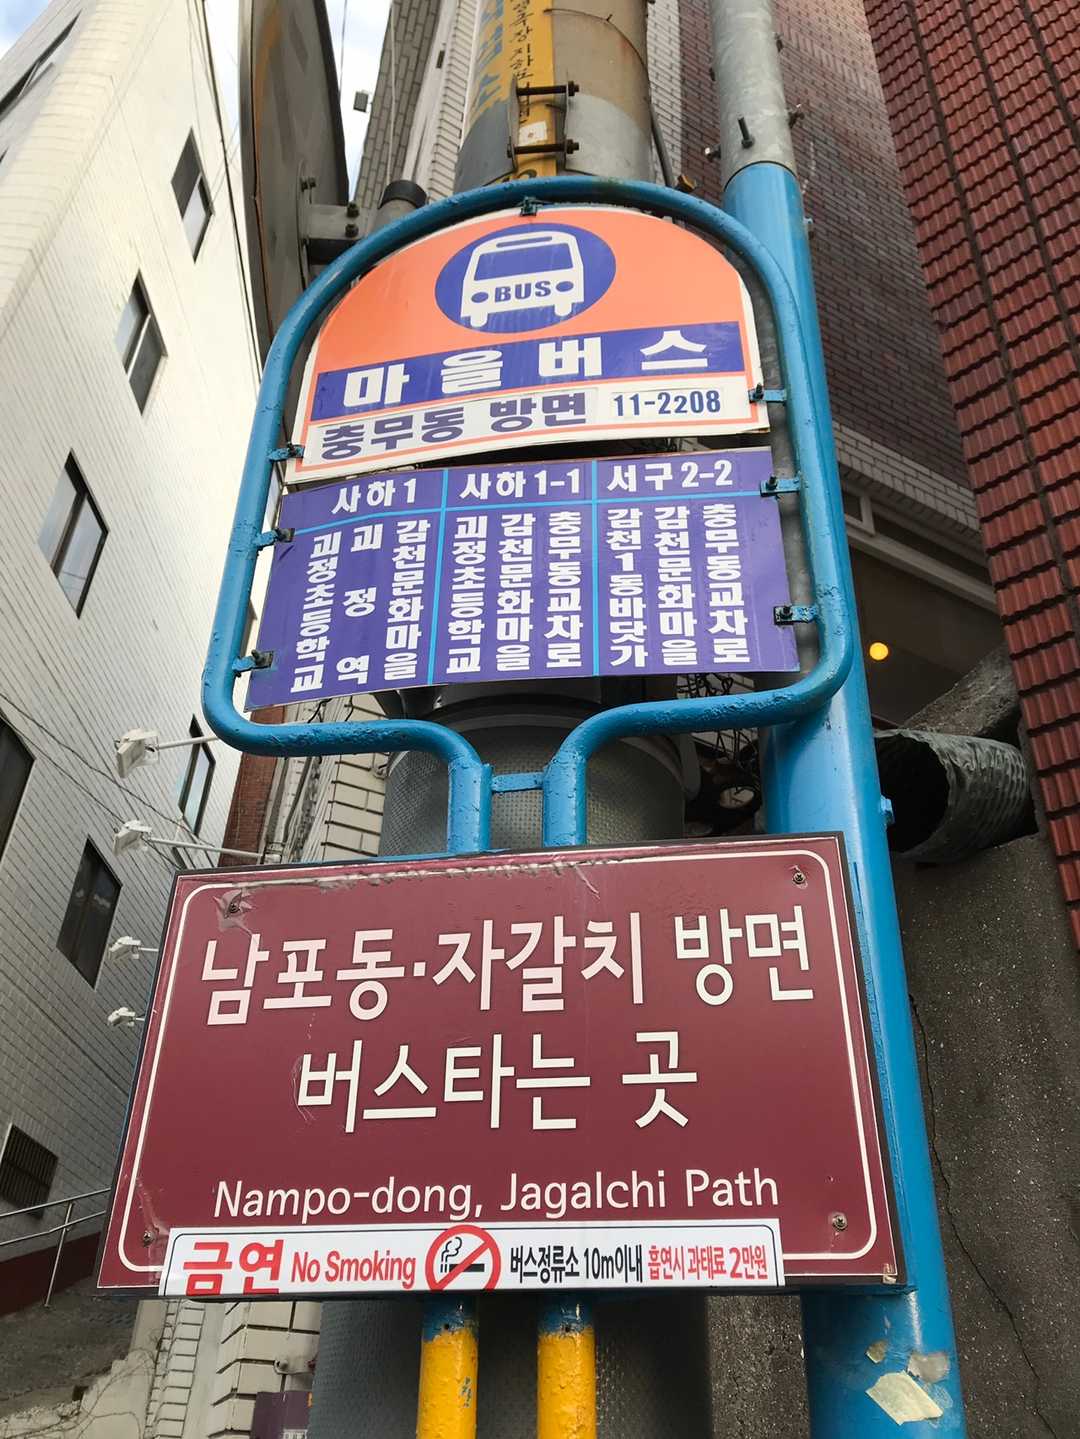 BUS
마을버스
충무동 방면 11-2208
사하1 사하1-1 서구2-2
괴정초등학교
괴정역
감천문화마을
괴정초등학교
감천문화마을
충무동교차로
감천1동바닷가
감천문화마을
충무동교차로
남포동·자갈치 방면
버스타는 곳
Nampo-dong, Jagalchi Path
금연 No Smoking 버스정류소 10m이내 흡연시 과태료 2만원